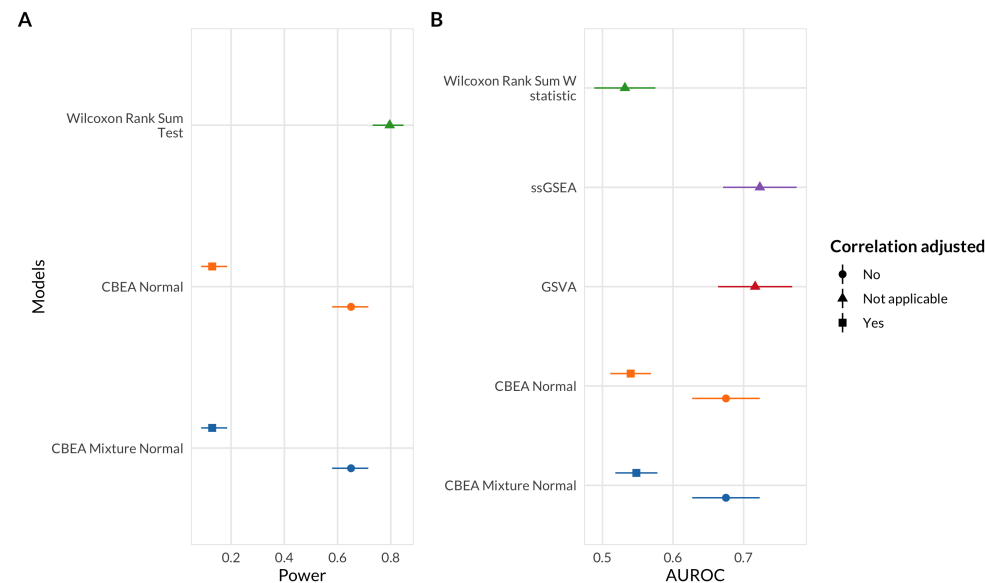 A
Models
Wilcoxon Rank Sum
Test
CBEA Normal
CBEA Mixture Normal
0.2 0.4 0.6 0.8
Power
B
Wilcoxon Rank Sum W
statistic
ssGSEA
GSVA
CBEA Normal
CBEA Mixture Normal
0.5 0.6 0.7
AUROC
Correlation adjusted
No
Not applicable
Yes